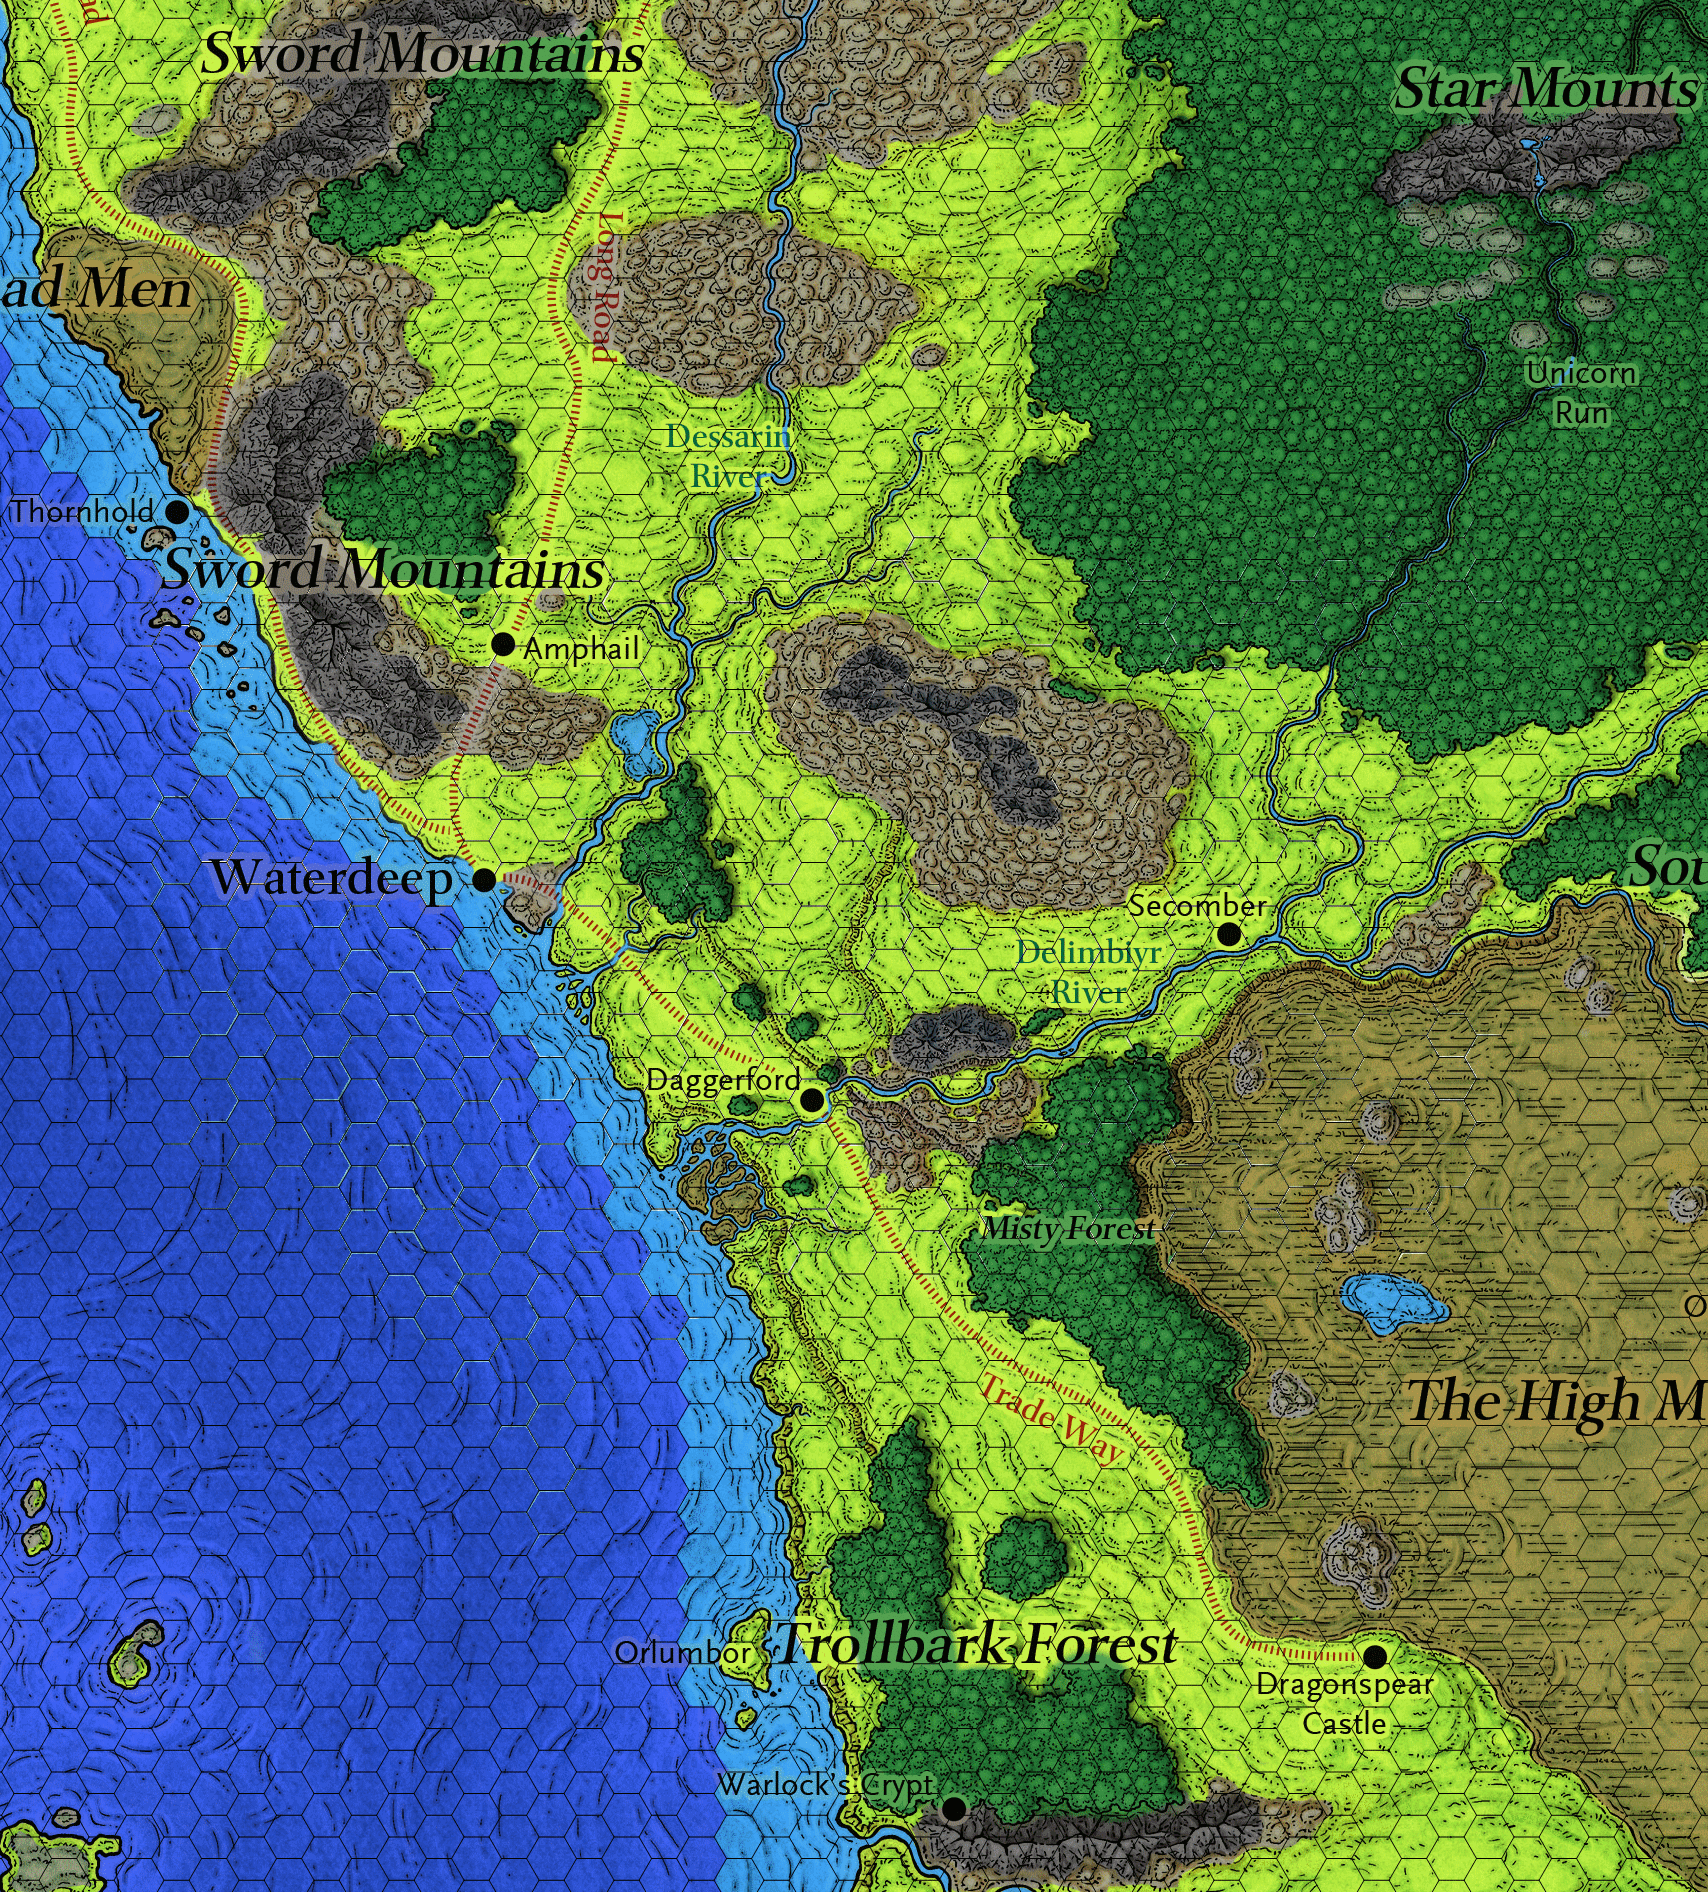 ad
Sword Mountains
Star Mounts
Long Road
ad Men
Unicorn
Run
Dessarin
River
Thornhold
Sword Mountains
Amphail
Waterdeep
Sou
Secomber
Delimbiyr
River
Daggerford
Misty Forest
O
The High M
Trade Way
Trollbark Forest
Orlumbor
Dragonspear
Castle
Warlock's Crypt